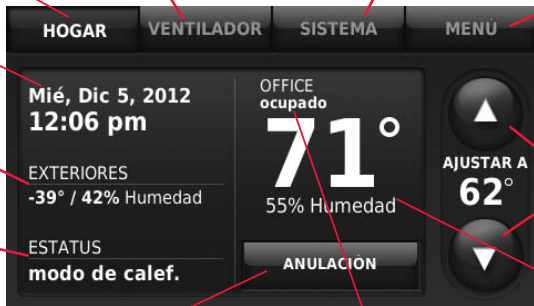 HOGAR
VENTILADOR
SISTEMA
MENÚ
Mié, Dic 5, 2012
12:06 pm
EXTERIORES
-39° / 42% Humedad
ESTATUS
modo de calef.
OFFICE
ocupado
71°
55% Humedad
ANULACIÓN
AJUSTAR A
62°